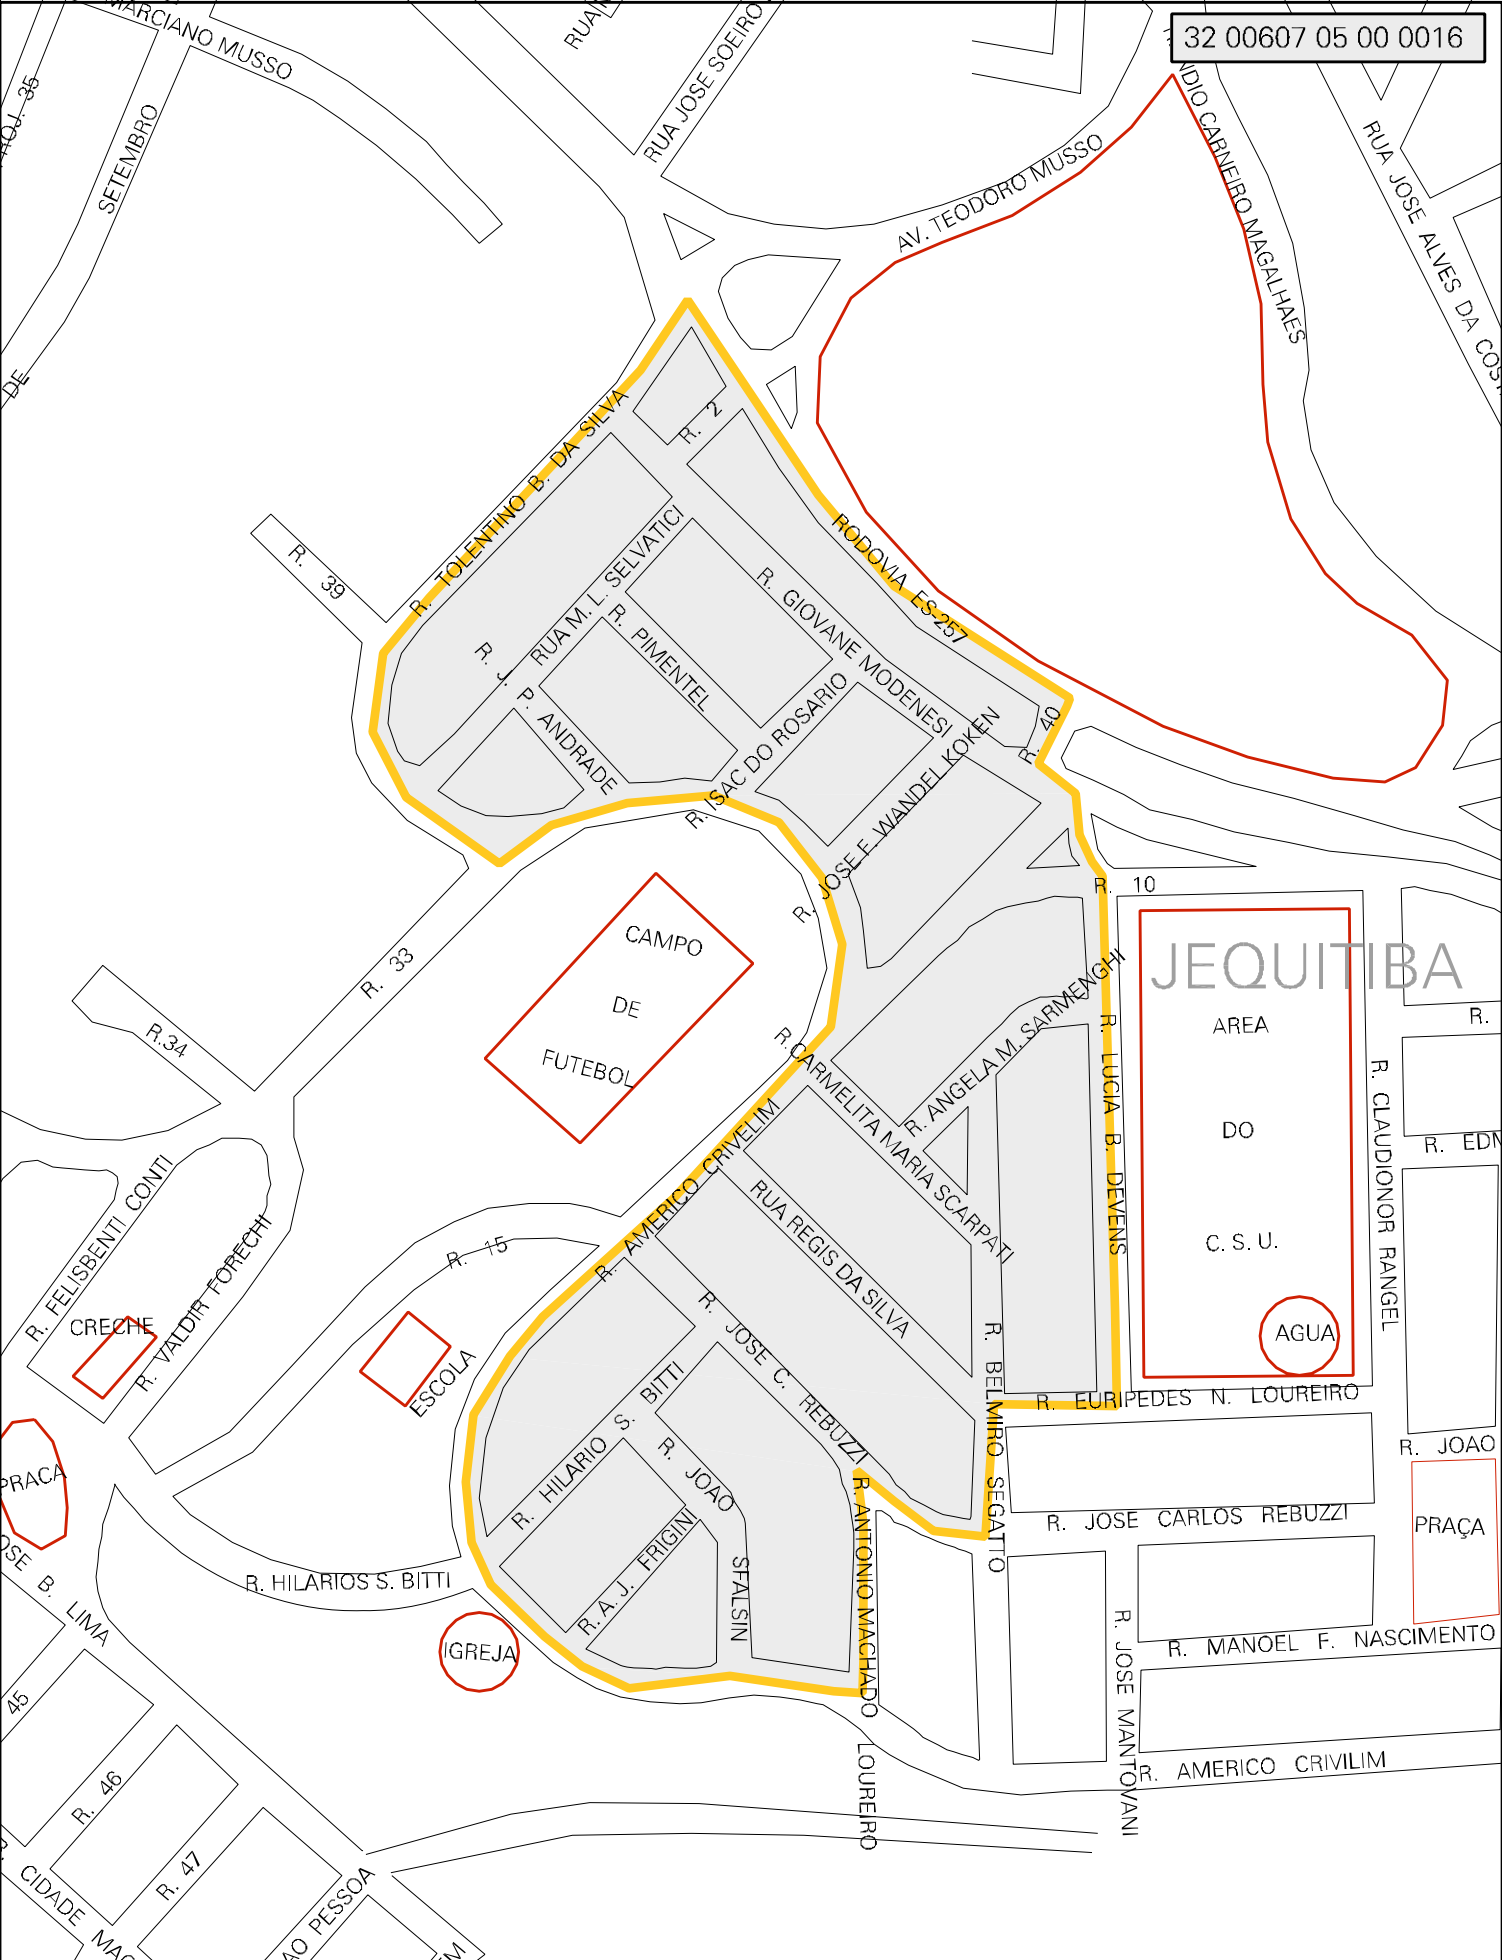 32 00607 05 00 0016
MARCIANO MUSSO
RUA JOSE SOEIRO
SETEMBRO
DE
AV. TEODORO MUSSO
CARNEIRO MAGALHAES
RUA JOSE ALVES DA COSTA
R. TOLENTINO B. DA SILVA
R. 2
R. 39
RODOVIA ES-257
RUA M. L. SELVATICI
R. GIOVANE MODENESI
R. PIMENTEL
R. J. P. ANDRADE
R. ISAC DO ROSARIO
R. JOSE F. WANDEL KOKEN
R. 40
R. 10
R. 33
R.34
CAMPO
DE
FUTEBOL
JEQUITIBA
AREA
DO
C. S. U.
AGUA
R.
R. CARMELITA MARIA SCARPATI
R. ANGELA M. SARMENGHI
R. LUCIA B. DEVENS
R. CLAUDIONOR RANGEL
R. AMERICO CRIVELIM
RUA REGIS DA SILVA
R. FELISBENTI CONTI
R. VALDIR FORECHI
CRECHE
R. 15
ESCOLA
R. JOSE C. REBUZZI
R. BELMIRO SEGATTO
R. EURIPEDES N. LOUREIRO
R. HILARIO S. BITTI
R. JOAO
SFALSIN
R. A. J. FRIGINI
R. ANTONIO MACHADO LOUREIRO
R. JOAO
PRACA
R. JOSE CARLOS REBUZZI
PRAÇA
R. HILARIOS S. BITTI
B. LIMA
IGREJA
R. MANOEL F. NASCIMENTO
R. JOSE MANTOVANI
R. AMERICO CRIVILIM
45
R. 46
R. 47
CIDADE
PESSOA